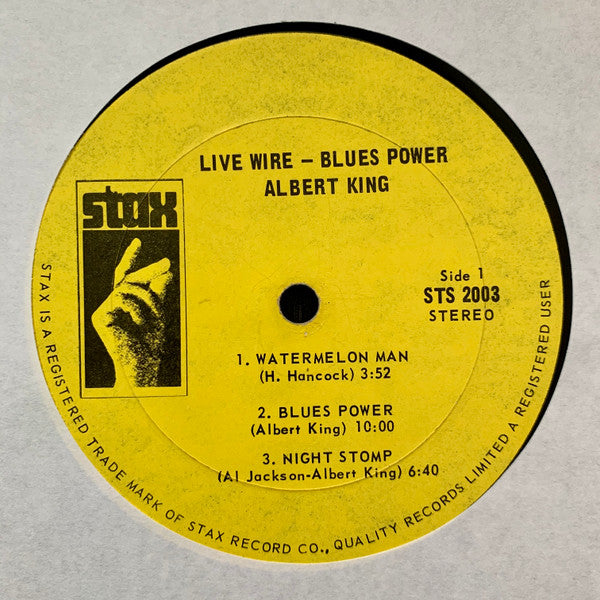 LIVE WIRE – BLUES POWER
ALBERT KING
stax
Side 1
STS 2003
STEREO
1. WATERMELON MAN
(H. Hancock) 3:52
2. BLUES POWER
(Albert King) 10:00
3. NIGHT STOMP
(Al Jackson-Albert King) 6:40
STAX IS A REGISTERED TRADE MARK OF STAX RECORD CO., QUALITY RECORDS LIMITED A REGISTERED USER